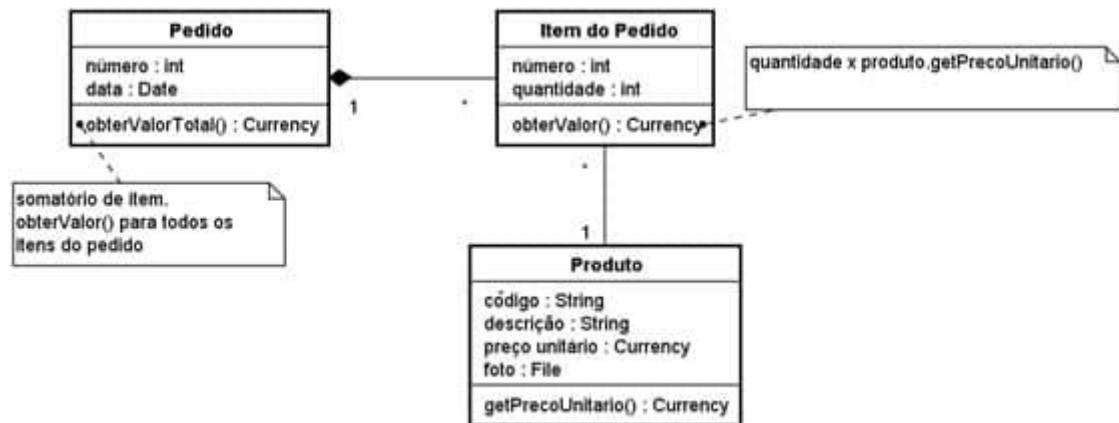 Pedido
número : int
data : Date
obterValorTotal() : Currency
1
*
Item do Pedido
número : int
quantidade : int
obterValor() : Currency
quantidade x produto.getPrecoUnitario()
somatório de item.
obterValor() para todos os
itens do pedido
*
1
Produto
código : String
descrição : String
preço unitário : Currency
foto : File
getPrecoUnitario() : Currency